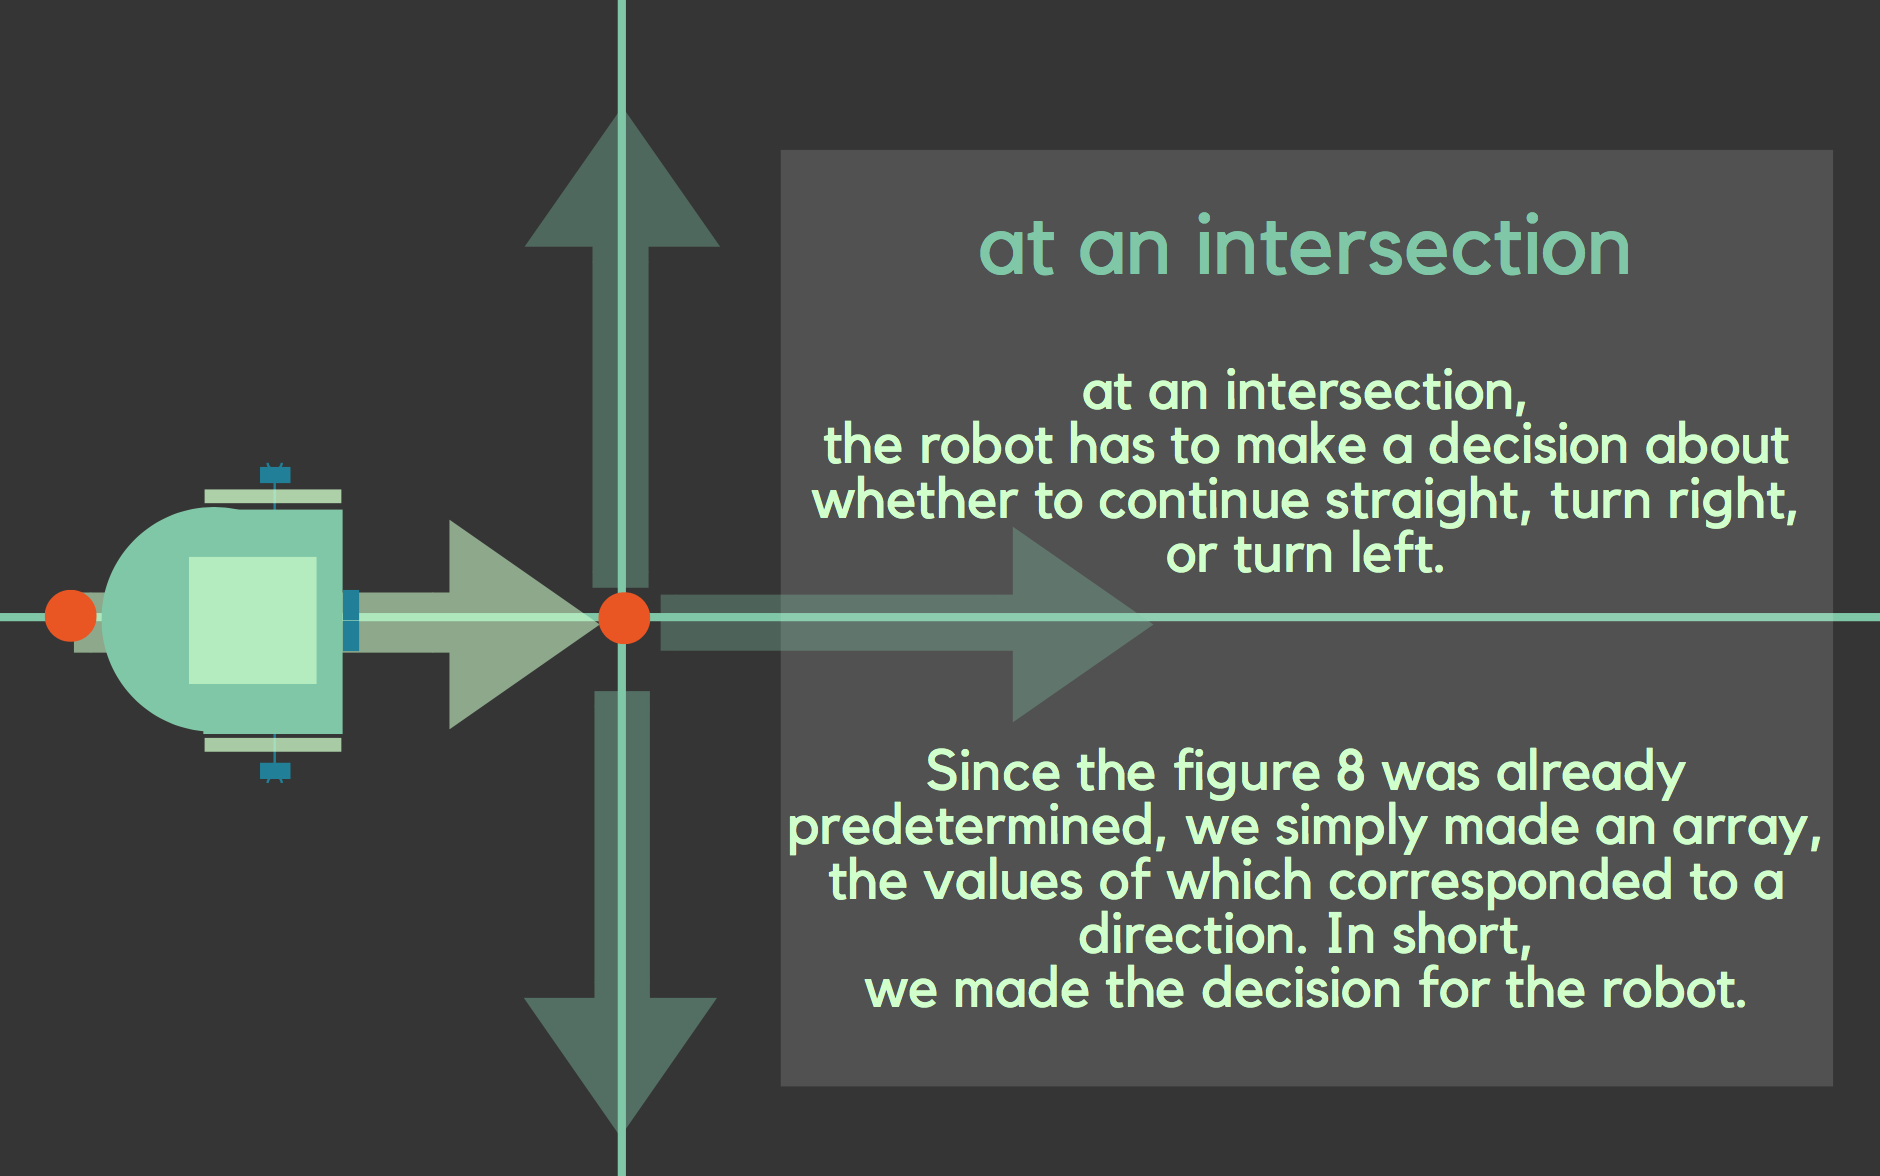 at an intersection
at an intersection,
the robot has to make a decision about
whether to continue straight, turn right,
or turn left.
Since the figure 8 was already
predetermined, we simply made an array,
the values of which corresponded to a
direction. In short,
we made the decision for the robot.